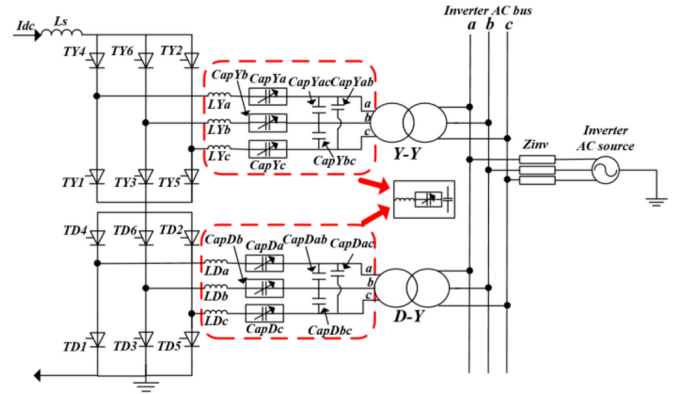 Inverter AC bus
a b c
Idc Ls
TY4 TY6 TY2
CapYb CapYa CapYac CapYab
LYa
LYb
LYc CapYc CapYbc
a
b
c
Y-Y
Zinv
Inverter
AC source
TY1 TY3 TY5
TD4 TD6 TD2
CapDb CapDa CapDab CapDac
LDa
LDb
LDc CapDc CapDbc
a
b
c
D-Y
TD1 TD3 TD5